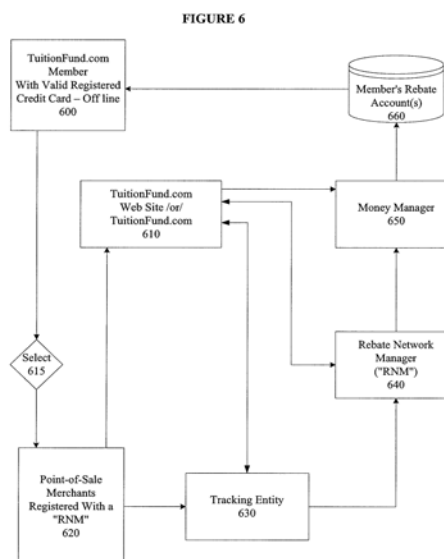 FIGURE 6
TuitionFund.com
Member
With Valid Registered
Credit Card – Off line
600
Member's Rebate
Account(s)
660
TuitionFund.com
Web Site /or/
TuitionFund.com
610
Money Manager
650
Select
615
Rebate Network
Manager
("RNM")
640
Point-of-Sale
Merchants
Registered With a
"RNM"
620
Tracking Entity
630